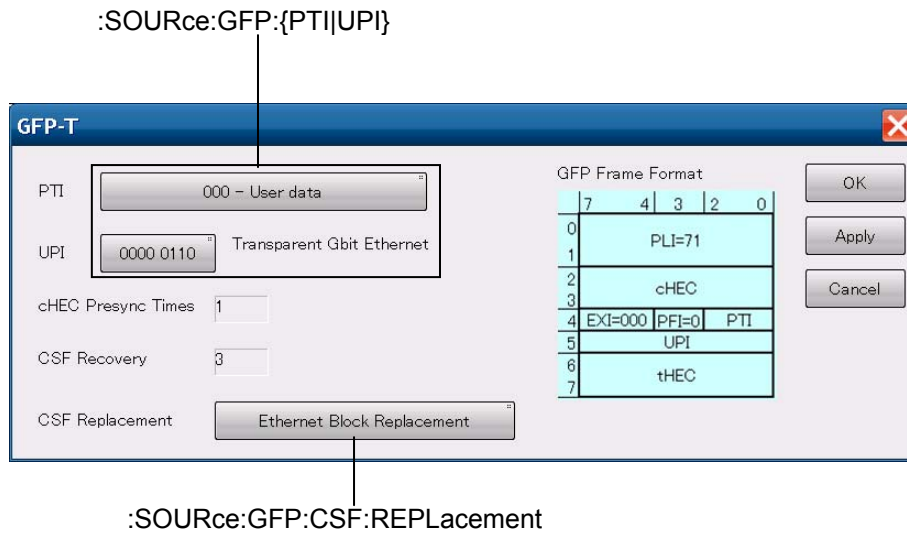 :SOURce:GFP:{PTI|UPI}
GFP-T
PTI
000 - User data
UPI
0000 0110
Transparent Gbit Ethernet
cHEC Presync Times
1
CSF Recovery
3
CSF Replacement
Ethernet Block Replacement
GFP Frame Format
7 4 3 2 0
0
1
PLI=71
2
3
cHEC
4 EXI=000 PFI=0 PTI
5 UPI
6
7
tHEC
OK
Apply
Cancel
:SOURce:GFP:CSF:REPLacement